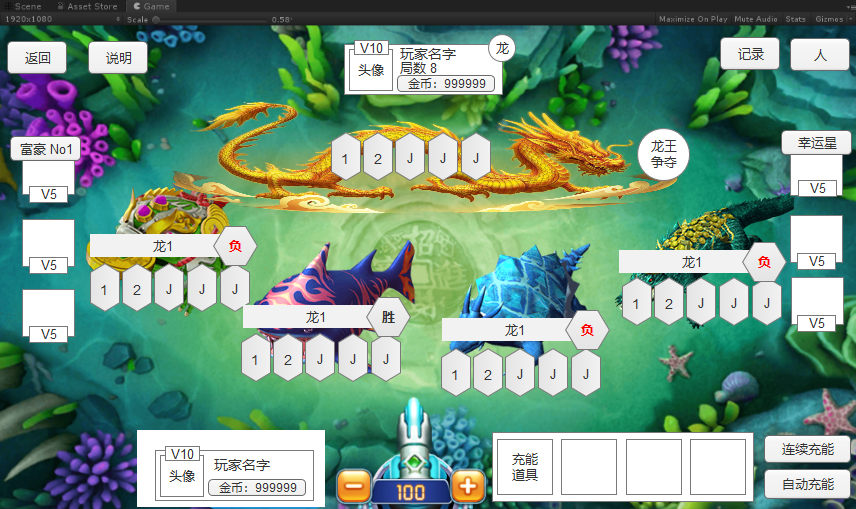 Scene Asset Store Game
1920x1080 Scale 0.58× Maximize On Play Mute Audio Stats Gizmos
返回
说明
V10
头像
玩家名字
局数 8
金币：999999
龙
记录
人
富豪 No1
V5
V5
V5
幸运星
V5
V5
V5
1 2 J J J
龙王
争夺
龙1 负
1 2 J J J
龙1 胜
1 2 J J J
龙1 负
1 2 J J J
龙1 负
1 2 J J J
V10
头像
玩家名字
金币：999999
100
充能
道具
连续充能
自动充能